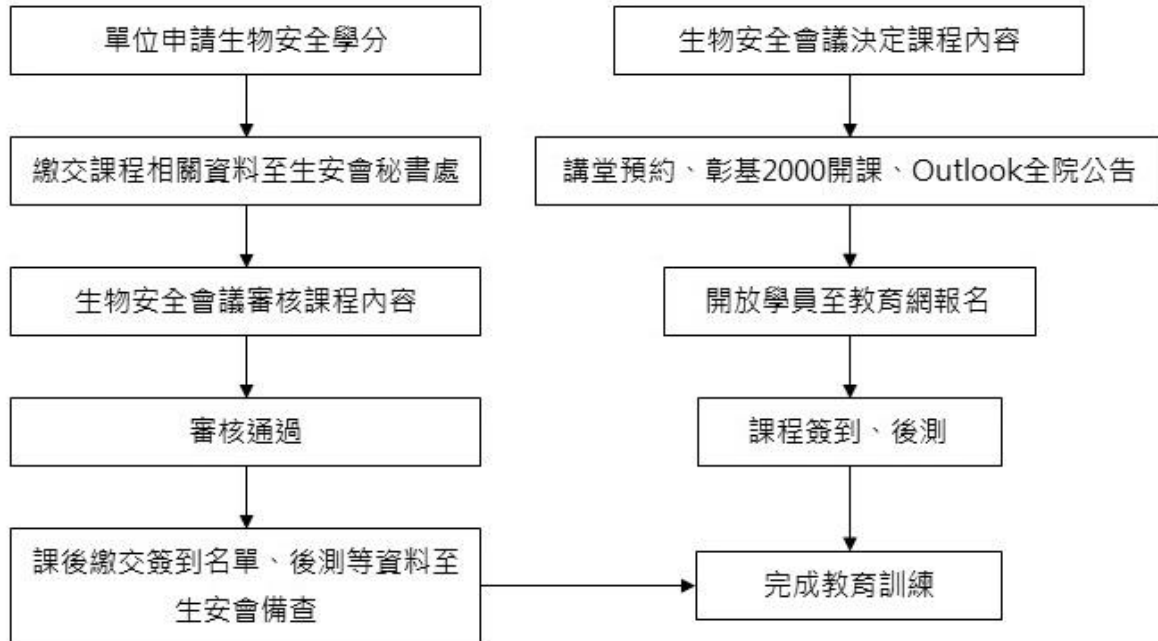 單位申請生物安全學分
繳交課程相關資料至生安會秘書處
生物安全會議審核課程內容
審核通過
課後繳交簽到名單、後測等資料至
生安會備查
生物安全會議決定課程內容
講堂預約、彰基2000開課、Outlook全院公告
開放學員至教育網報名
課程簽到、後測
完成教育訓練